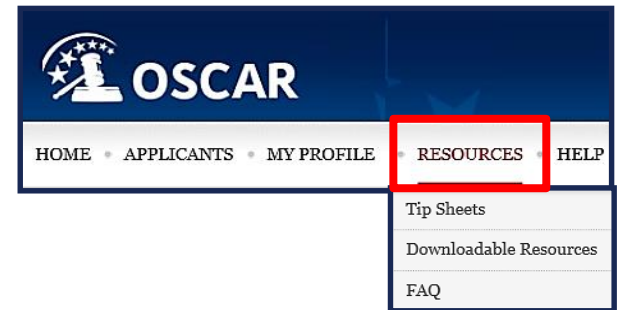 OSCAR
HOME • APPLICANTS • MY PROFILE • RESOURCES • HELP
Tip Sheets
Downloadable Resources
FAQ